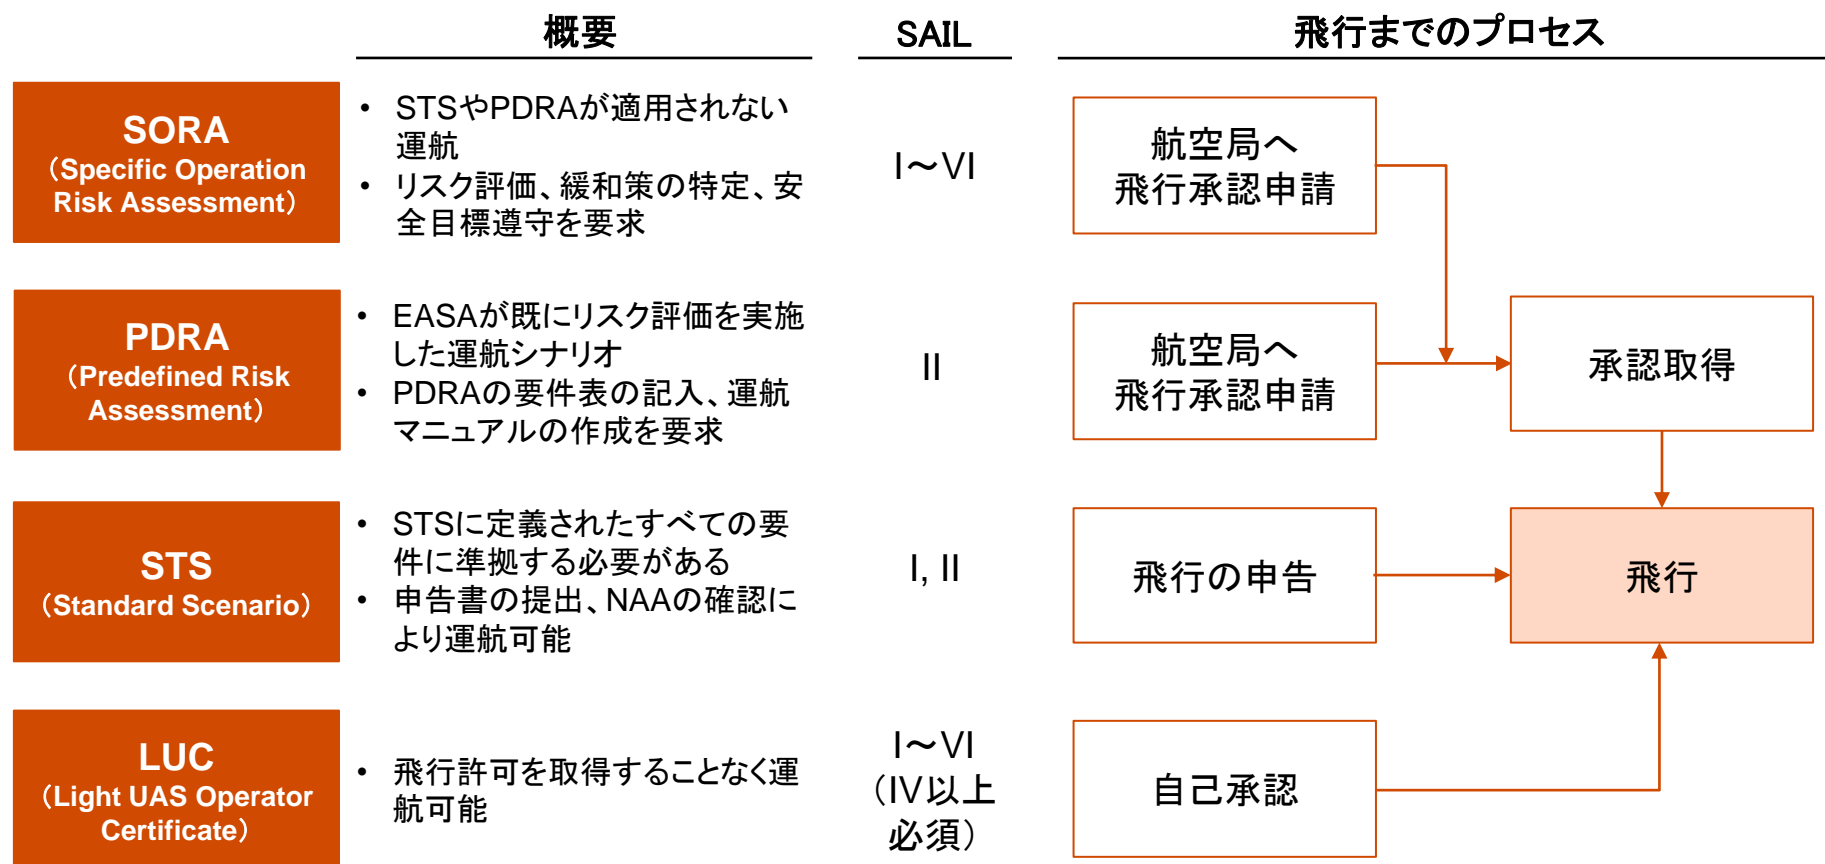 概要
SAIL
飛行までのプロセス
SORA
（Specific Operation
Risk Assessment）
• STSやPDRAが適用されない
運航
• リスク評価、緩和策の特定、安
全目標遵守を要求
I～VI
航空局へ
飛行承認申請
PDRA
（Predefined Risk
Assessment）
• EASAが既にリスク評価を実施
した運航シナリオ
• PDRAの要件表の記入、運航
マニュアルの作成を要求
II
航空局へ
飛行承認申請
承認取得
STS
（Standard Scenario）
• STSに定義されたすべての要
件に準拠する必要がある
• 申告書の提出、NAAの確認に
より運航可能
I, II
飛行の申告
飛行
LUC
（Light UAS Operator
Certificate）
• 飛行許可を取得することなく運
航可能
I～VI
（IV以上
必須）
自己承認